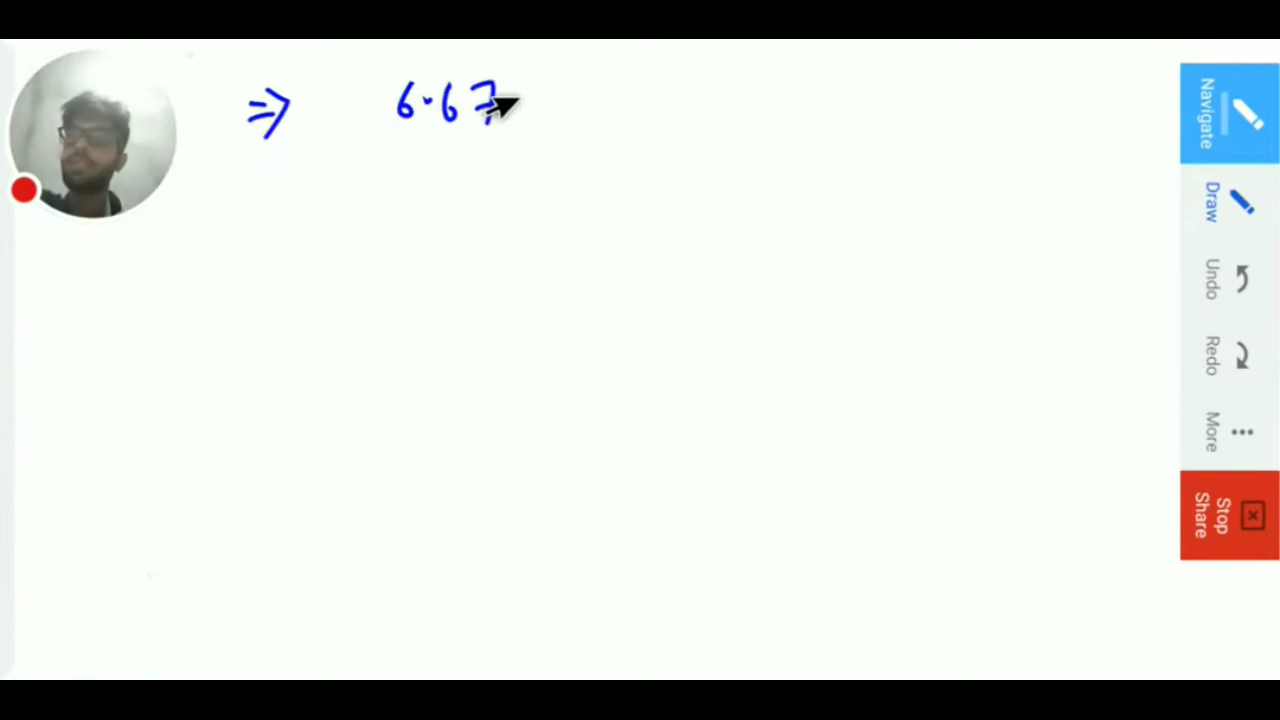 ⇒ 6.67
Navigate
Draw
Undo
Redo
More
Stop
Share